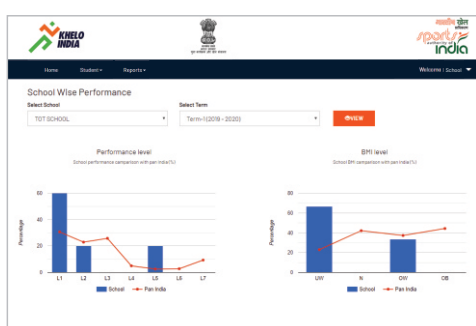 KHELO
INDIA
भारतीय खेल
sports
india
Home Student Reports Welcome : School
School Wise Performance
Select School Select Term
TOT SCHOOL Term-1(2019 - 2020) VIEW
Performance level BMI level
School performance comparison with pan India(%) School BMI comparison with pan India(%)
60 80
40 60
20 40
0 20
0
Percentage Percentage
L1 L2 L3 L4 L5 L6 L7 UW N OW OB
School Pan India School Pan India